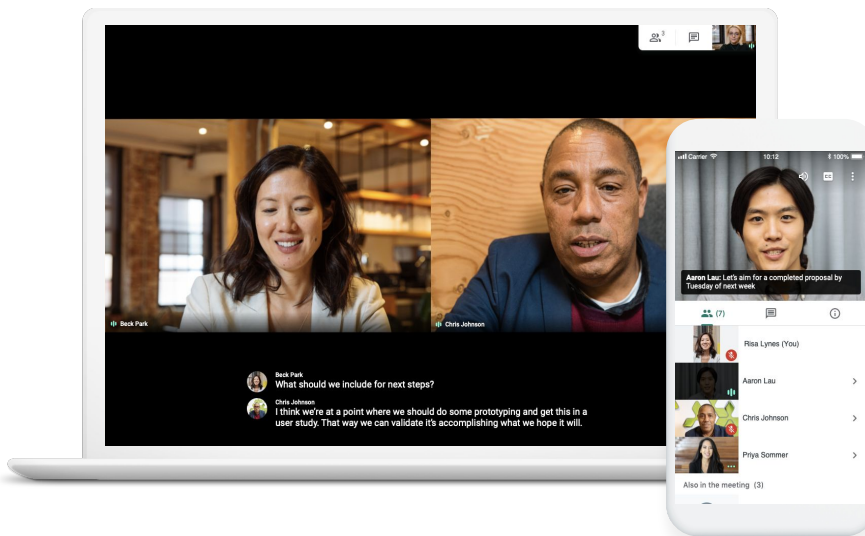 3
Beck Park
Chris Johnson
Beck Park
What should we include for next steps?
Chris Johnson
I think we're at a point where we should do some prototyping and get this in a
user study. That way we can validate it's accomplishing what we hope it will.
Carrier
10:12
100%
CC
Aaron Lau: Let's aim for a completed proposal by
Tuesday of next week
(7)
Risa Lynes (You)
Aaron Lau
Chris Johnson
Priya Sommer
Also in the meeting (3)